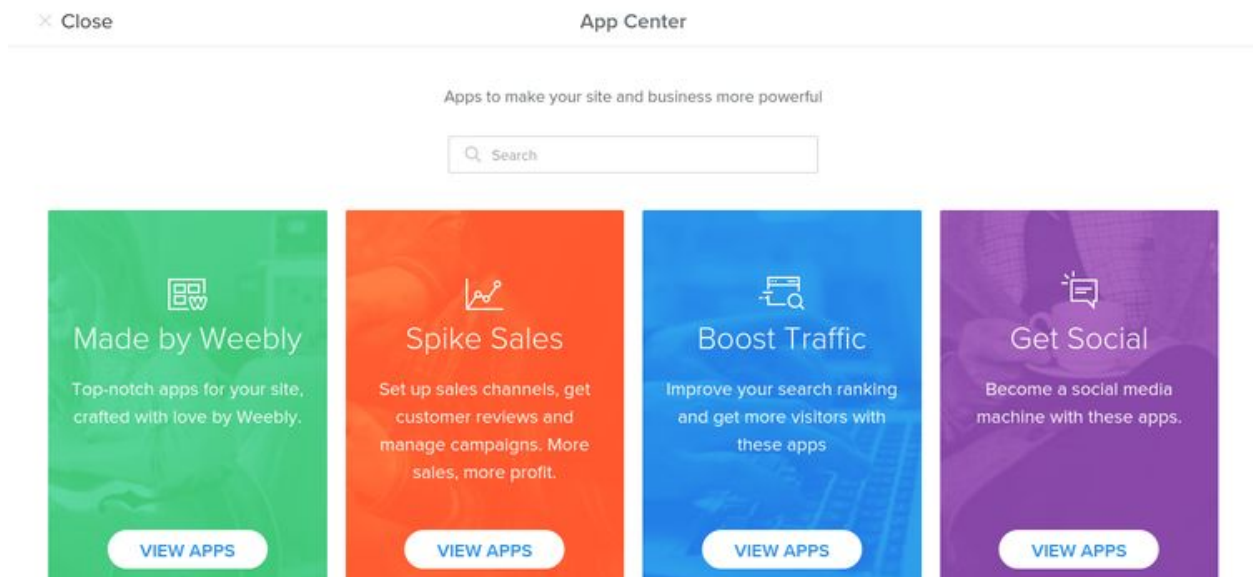 Close
App Center
Apps to make your site and business more powerful
Search
Made by Weebly
Top-notch apps for your site,
crafted with love by Weebly.
VIEW APPS
Spike Sales
Set up sales channels, get
customer reviews and
manage campaigns. More
sales, more profit.
VIEW APPS
Boost Traffic
Improve your search ranking
and get more visitors with
these apps
VIEW APPS
Get Social
Become a social media
machine with these apps.
VIEW APPS